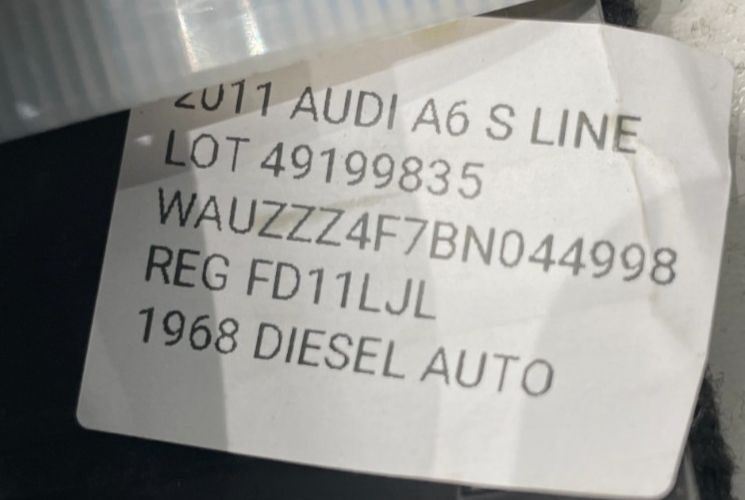 2011 AUDI A6 S LINE
LOT 49199835
WAUZZZ4F7BN044998
REG FD11LJL
1968 DIESEL AUTO